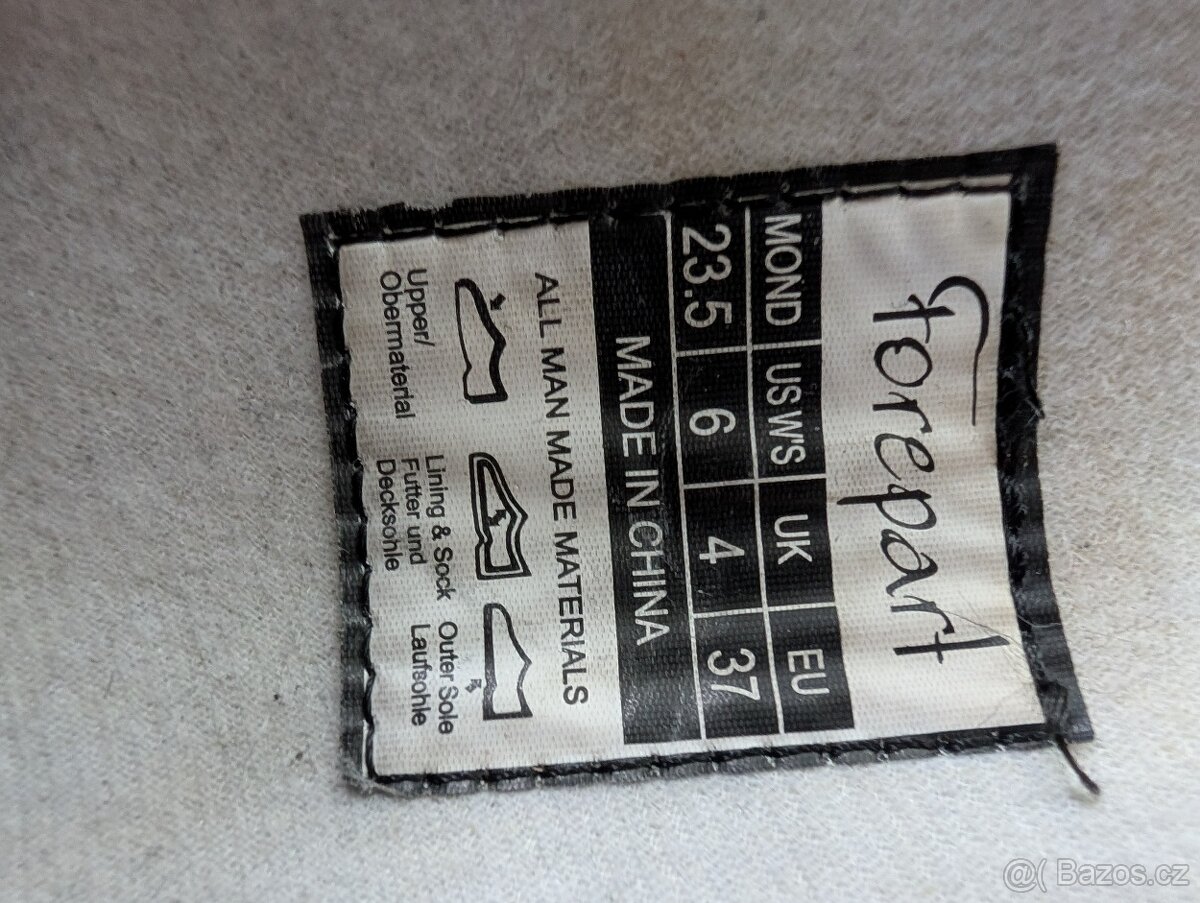 Forepart
MOND US W'S UK EU
23.5 6 4 37
MADE IN CHINA
ALL MAN MADE MATERIALS
Upper/
Obermaterial
Lining & Sock
Futter und
Decksohle
Outer Sole
Laufsohle
@( Bazos.cz